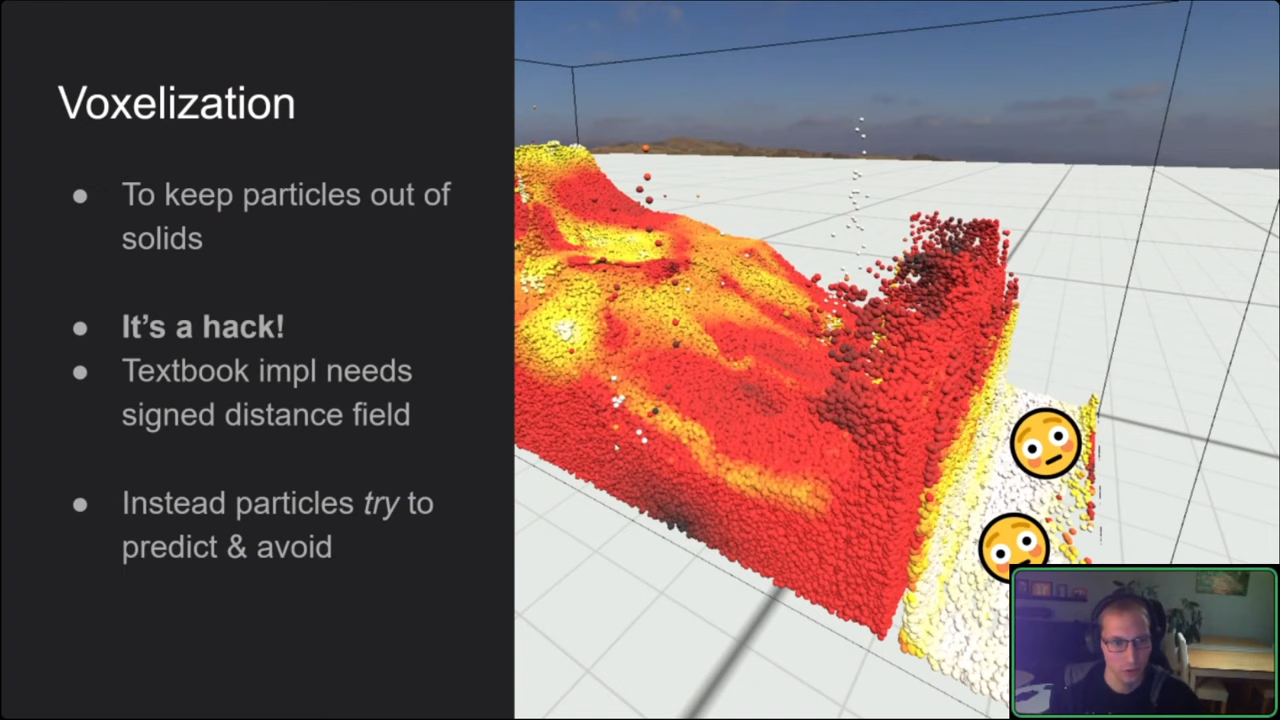 Voxelization
● To keep particles out of
solids
● It's a hack!
● Textbook impl needs
signed distance field
● Instead particles try to
predict & avoid